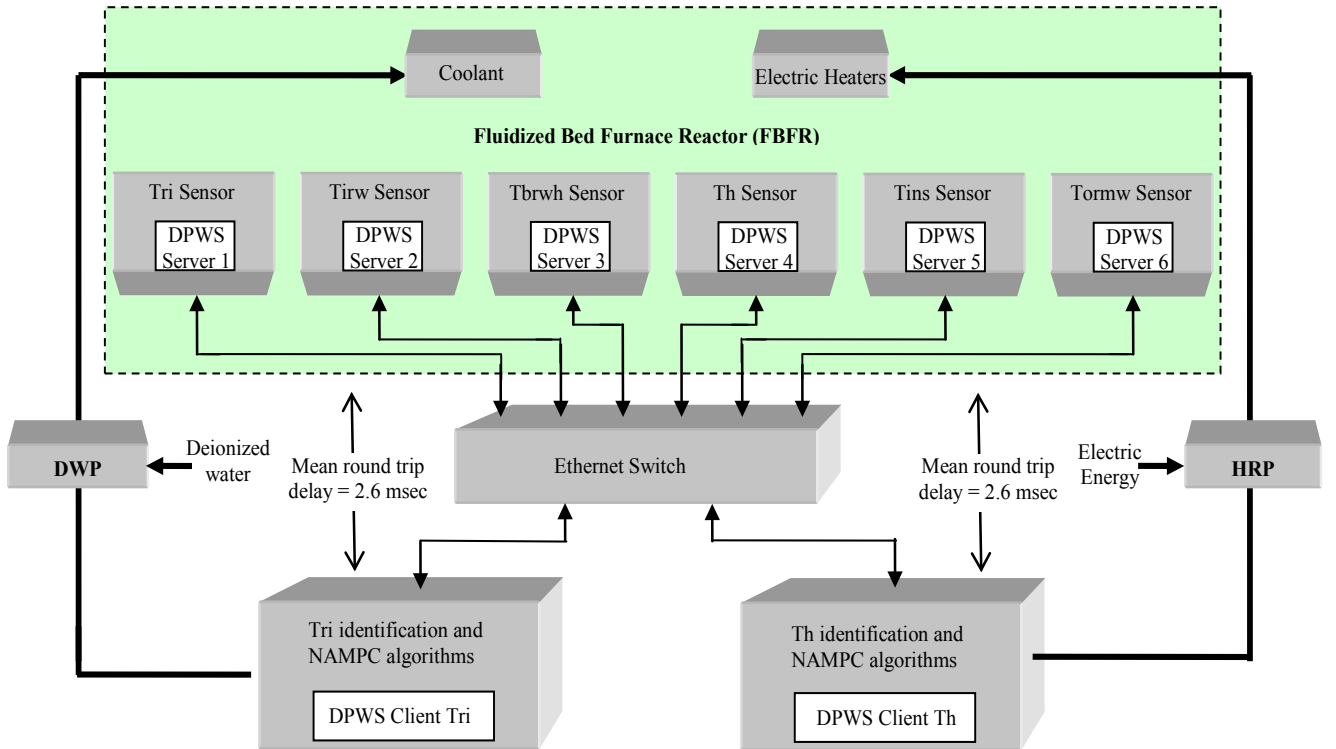 Coolant
Electric Heaters
Fluidized Bed Furnace Reactor (FBFR)
Tri Sensor
DPWS
Server 1
Tirw Sensor
DPWS
Server 2
Tbrwh Sensor
DPWS
Server 3
Th Sensor
DPWS
Server 4
Tins Sensor
DPWS
Server 5
Tormw Sensor
DPWS
Server 6
DWP
Deionized
water
Mean round trip
delay = 2.6 msec
Ethernet Switch
Mean round trip
delay = 2.6 msec
Electric
Energy
HRP
Tri identification and
NAMPC algorithms
DPWS Client Tri
Th identification and
NAMPC algorithms
DPWS Client Th